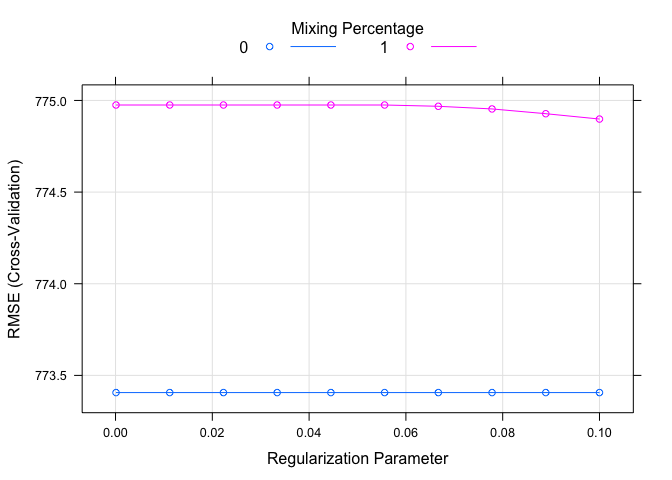 Mixing Percentage
0 1
775.0
774.5
774.0
773.5
RMSE (Cross-Validation)
0.00 0.02 0.04 0.06 0.08 0.10
Regularization Parameter